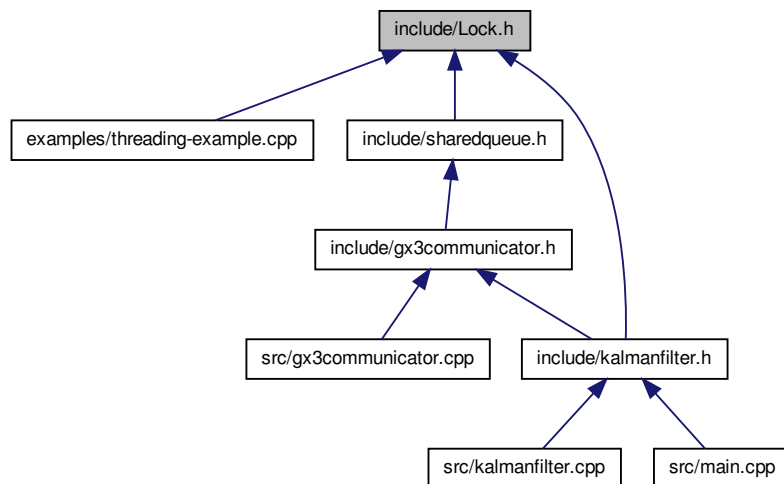 include/Lock.h
examples/threading-example.cpp
include/sharedqueue.h
include/gx3communicator.h
src/gx3communicator.cpp
include/kalmanfilter.h
src/kalmanfilter.cpp
src/main.cpp